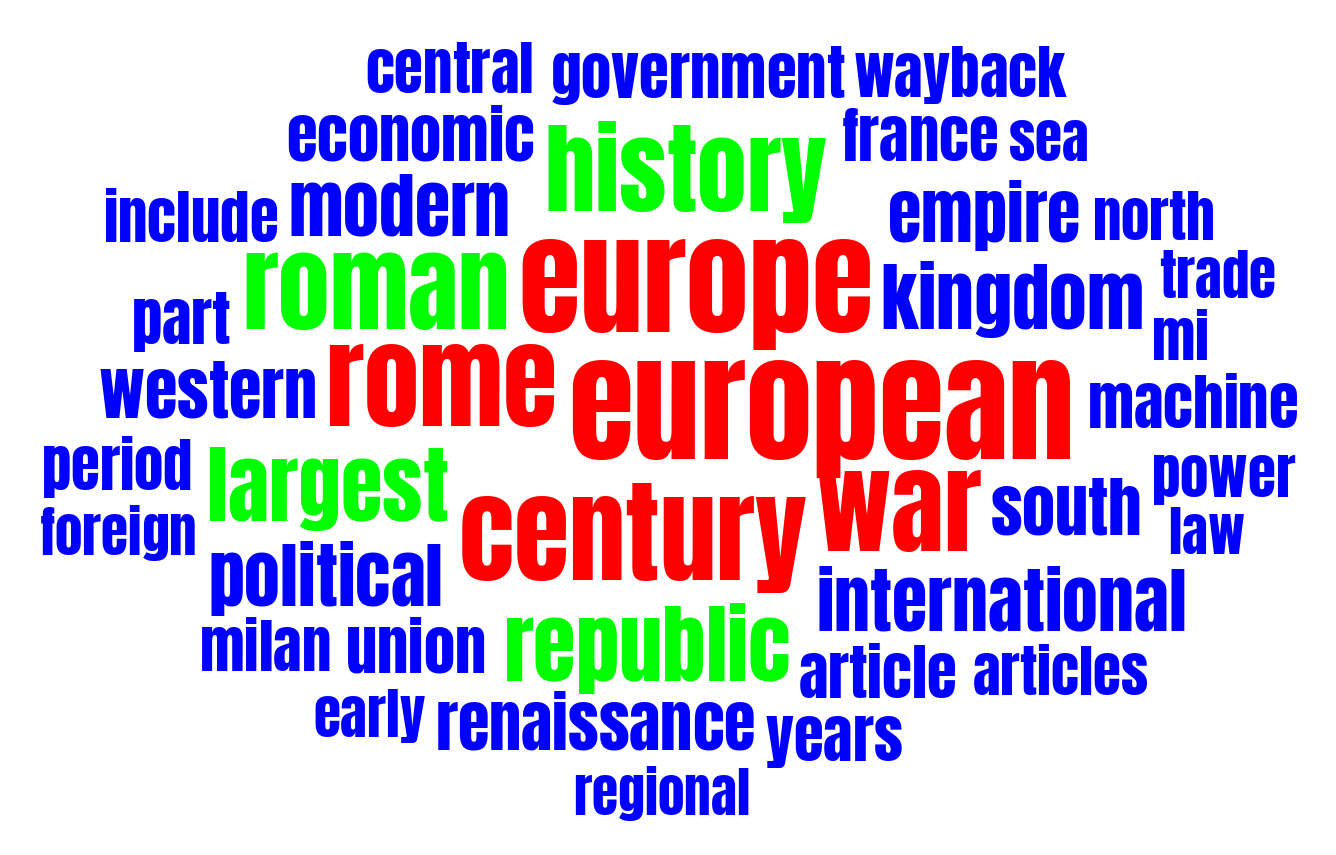 central government wayback
economic history france sea
include modern empire north
roman europe kingdom trade
part mi
western rome european machine
period largest century war south power
foreign law
political international
milan union republic article articles
early renaissance years
regional